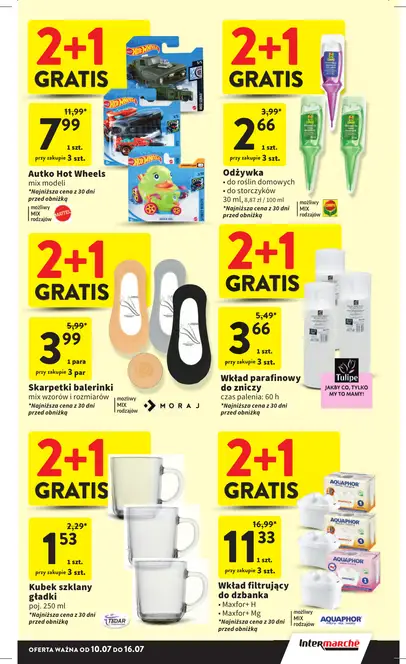 2+1
GRATIS
11,99*
7 99
1 szt.
przy zakupie 3 szt.
Autko Hot Wheels
mix modeli
*Najniższa cena z 30 dni
przed obniżką
możliwy
MIX
rodzajów
MATTEL
2+1
GRATIS
3,99*
2 66
1 szt.
przy zakupie 3 szt.
Odżywka
• do roślin domowych
• do storczyków
30 ml, 8,87 zł / 100 ml
*Najniższa cena z 30 dni
przed obniżką
możliwy
MIX
rodzajów
COMPO
2+1
GRATIS
5,99*
3 99
1 para
przy zakupie 3 par
Skarpetki balerinki
mix wzorów i rozmiarów
*Najniższa cena z 30 dni
przed obniżką
możliwy
MIX
rodzajów
MORAJ
2+1
GRATIS
5,49*
3 66
1 szt.
przy zakupie 3 szt.
Wkład parafinowy
do zniczy
czas palenia: 60 h
*Najniższa cena z 30 dni
przed obniżką
Tulipe
JAKBY CO, TYLKO
MY TO MAMY!
2+1
GRATIS
2,29*
1 53
1 szt.
przy zakupie 3 szt.
Kubek szklany
gładki
poj. 250 ml
*Najniższa cena z 30 dni
przed obniżką
TADAR
2+1
GRATIS
16,99*
11 33
1 szt.
przy zakupie 3 szt.
Wkład filtrujący
do dzbanka
• Maxfor+ H
• Maxfor+ Mg
*Najniższa cena z 30 dni
przed obniżką
możliwy
MIX
rodzajów
AQUAPHOR
OFERTA WAŻNA OD 10.07 DO 16.07
Intermarché